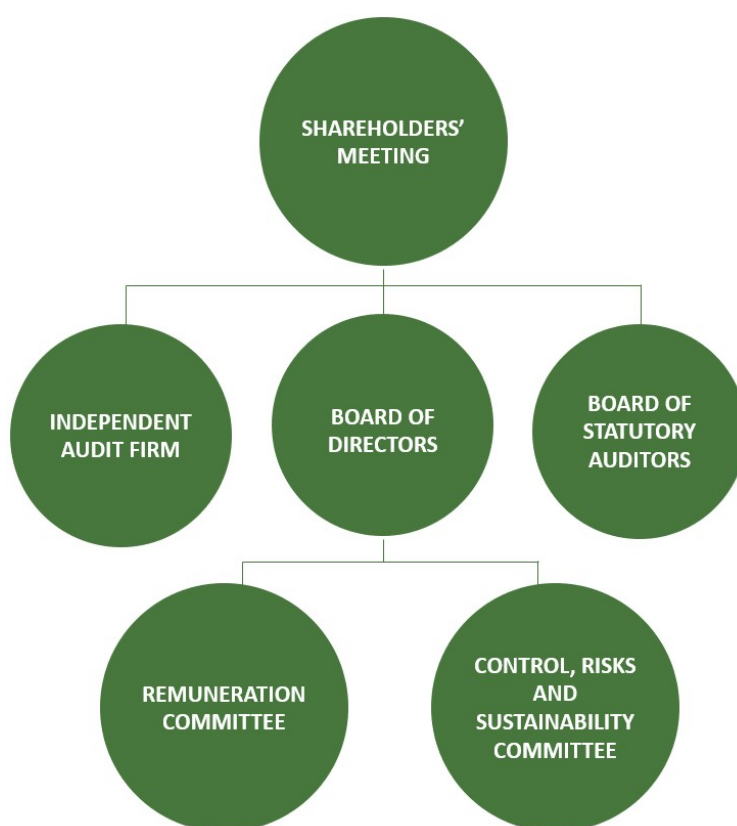 SHAREHOLDERS’
MEETING
INDEPENDENT
AUDIT FIRM
BOARD OF
DIRECTORS
BOARD OF
STATUTORY
AUDITORS
REMUNERATION
COMMITTEE
CONTROL, RISKS
AND
SUSTAINABILITY
COMMITTEE